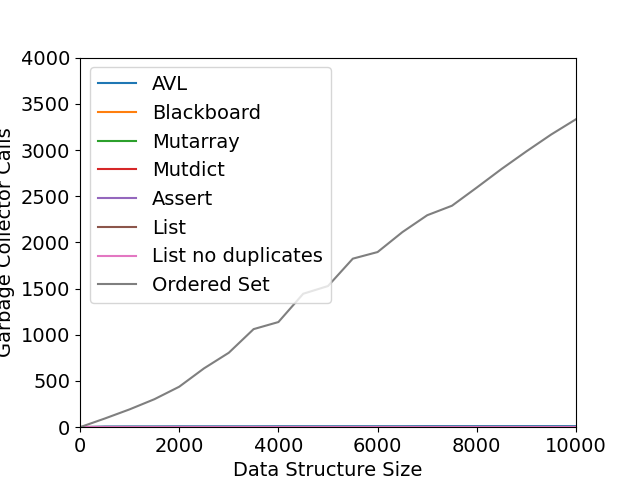 4000
3500
3000
2500
2000
1500
1000
500
0
Garbage Collector Calls
AVL
Blackboard
Mutarray
Mutdict
Assert
List
List no duplicates
Ordered Set
0 2000 4000 6000 8000 10000
Data Structure Size